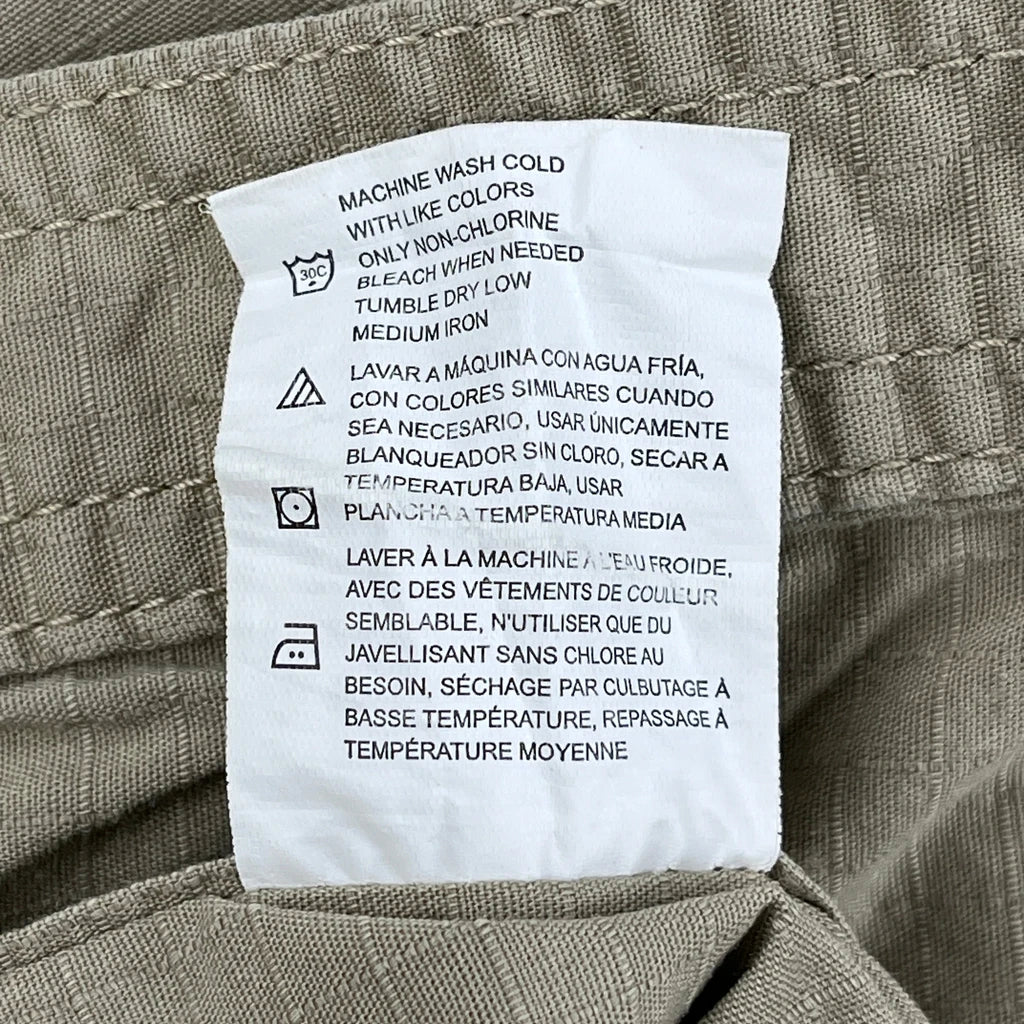 MACHINE WASH COLD
WITH LIKE COLORS
ONLY NON-CHLORINE
BLEACH WHEN NEEDED
TUMBLE DRY LOW
MEDIUM IRON
30C
LAVAR A MÁQUINA CON AGUA FRÍA,
CON COLORES SIMILARES CUANDO
SEA NECESARIO, USAR ÚNICAMENTE
BLANQUEADOR SIN CLORO, SECAR A
TEMPERATURA BAJA, USAR
PLANCHA A TEMPERATURA MEDIA
LAVER À LA MACHINE À L'EAU FROIDE,
AVEC DES VÊTEMENTS DE COULEUR
SEMBLABLE, N'UTILISER QUE DU
JAVELLISANT SANS CHLORE AU
BESOIN, SÉCHAGE PAR CULBUTAGE À
BASSE TEMPÉRATURE, REPASSAGE À
TEMPÉRATURE MOYENNE